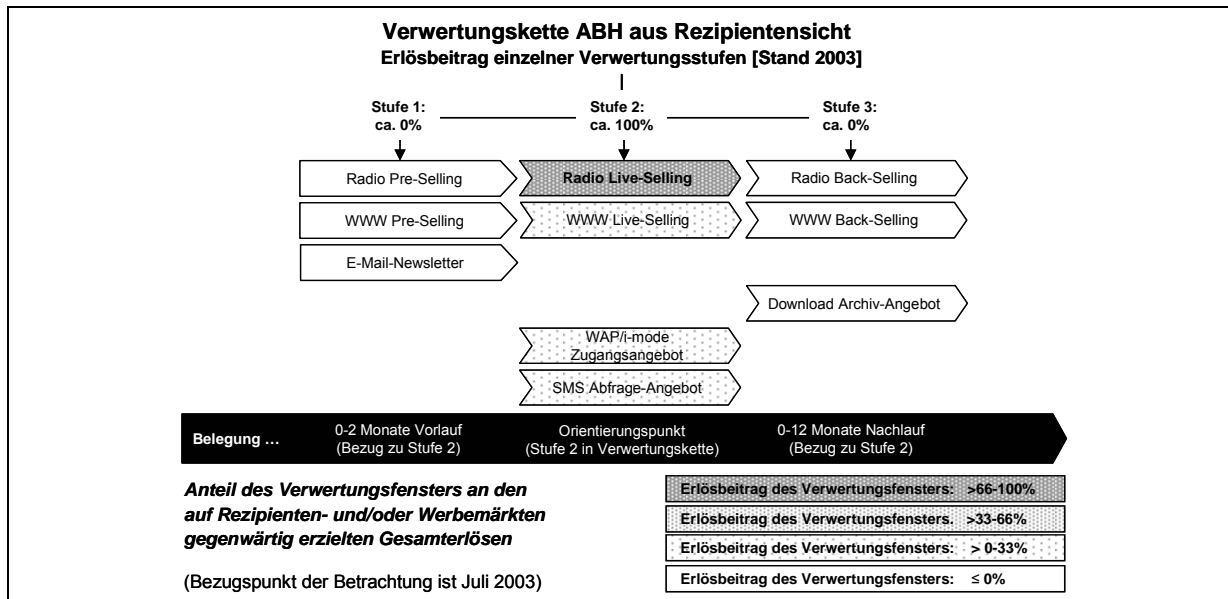 Verwertungskette ABH aus Rezipientensicht
Erlösbeitrag einzelner Verwertungsstufen [Stand 2003]
Stufe 1:
ca. 0%
Stufe 2:
ca. 100%
Stufe 3:
ca. 0%
Radio Pre-Selling
Radio Live-Selling
Radio Back-Selling
WWW Pre-Selling
WWW Live-Selling
WWW Back-Selling
E-Mail-Newsletter
Download Archiv-Angebot
WAP/i-mode
Zugangsangebot
SMS Abfrage-Angebot
Belegung …
0-2 Monate Vorlauf
(Bezug zu Stufe 2)
Orientierungspunkt
(Stufe 2 in Verwertungskette)
0-12 Monate Nachlauf
(Bezug zu Stufe 2)
Anteil des Verwertungsfensters an den
auf Rezipienten- und/oder Werbemärkten
gegenwärtig erzielten Gesamterlösen
(Bezugspunkt der Betrachtung ist Juli 2003)
Erlösbeitrag des Verwertungsfensters: >66-100%
Erlösbeitrag des Verwertungsfensters. >33-66%
Erlösbeitrag des Verwertungsfensters: > 0-33%
Erlösbeitrag des Verwertungsfensters: ≤ 0%